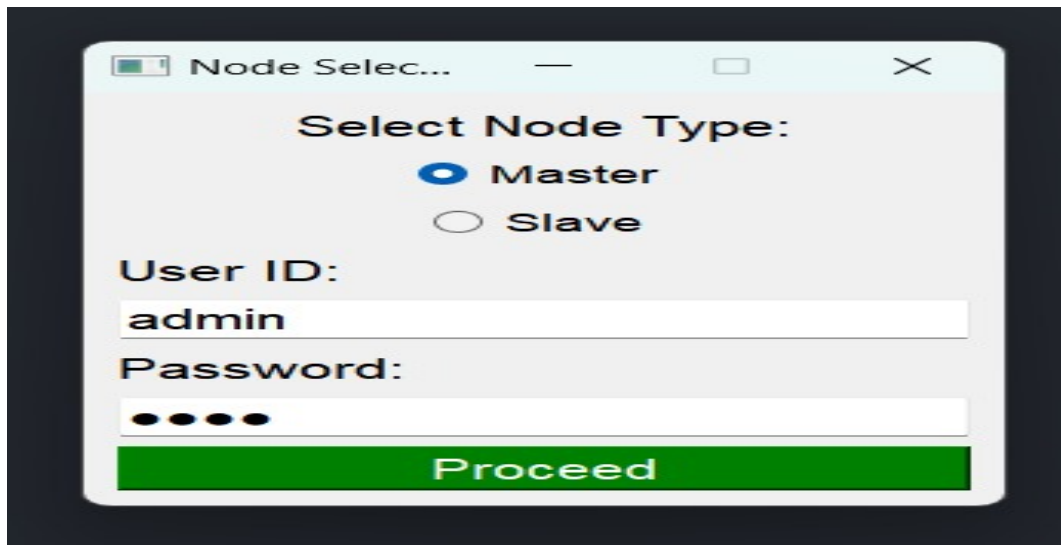 Node Selec...
Select Node Type:
Master
Slave
User ID:
admin
Password:
●●●●
Proceed